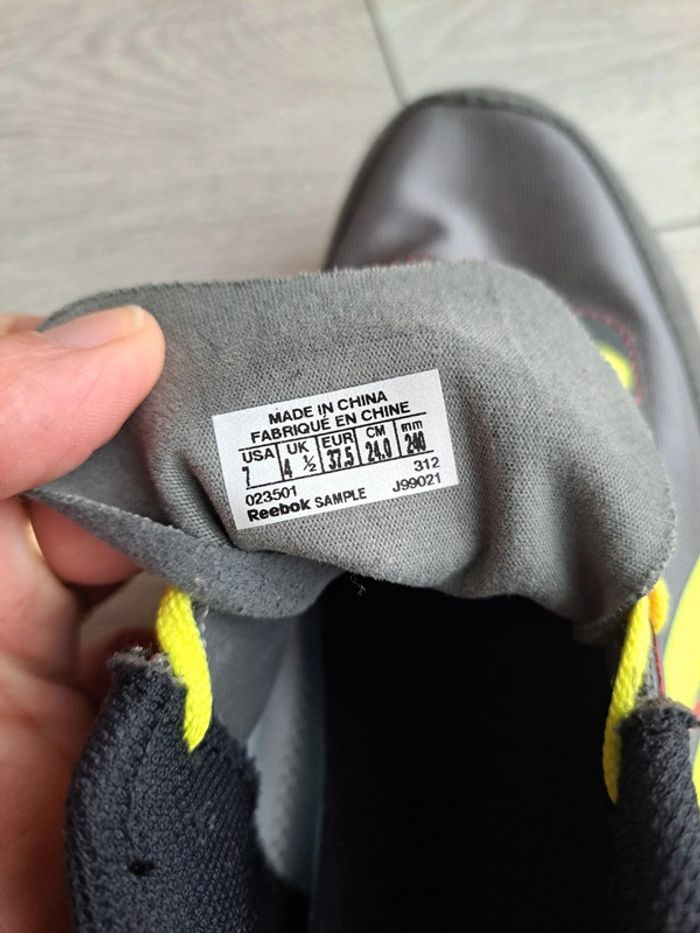 MADE IN CHINA
FABRIQUÉ EN CHINE
USA UK EUR CM mm
7 4 ½ 37.5 24.0 240
023501 312
Reebok SAMPLE J99021